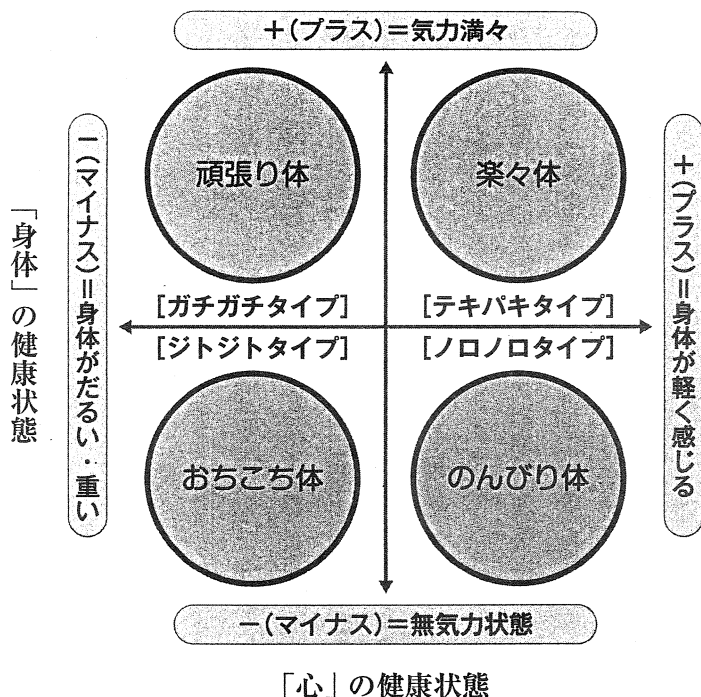 +(プラス)=気力満々
頑張り体
楽々体
「身体」の健康状態
−(マイナス)=身体がだるい・重い
+(プラス)=身体が軽く感じる
[ガチガチタイプ]
[テキパキタイプ]
[ジトジトタイプ]
[ノロノロタイプ]
おちこち体
のんびり体
−(マイナス)=無気力状態
「心」の健康状態